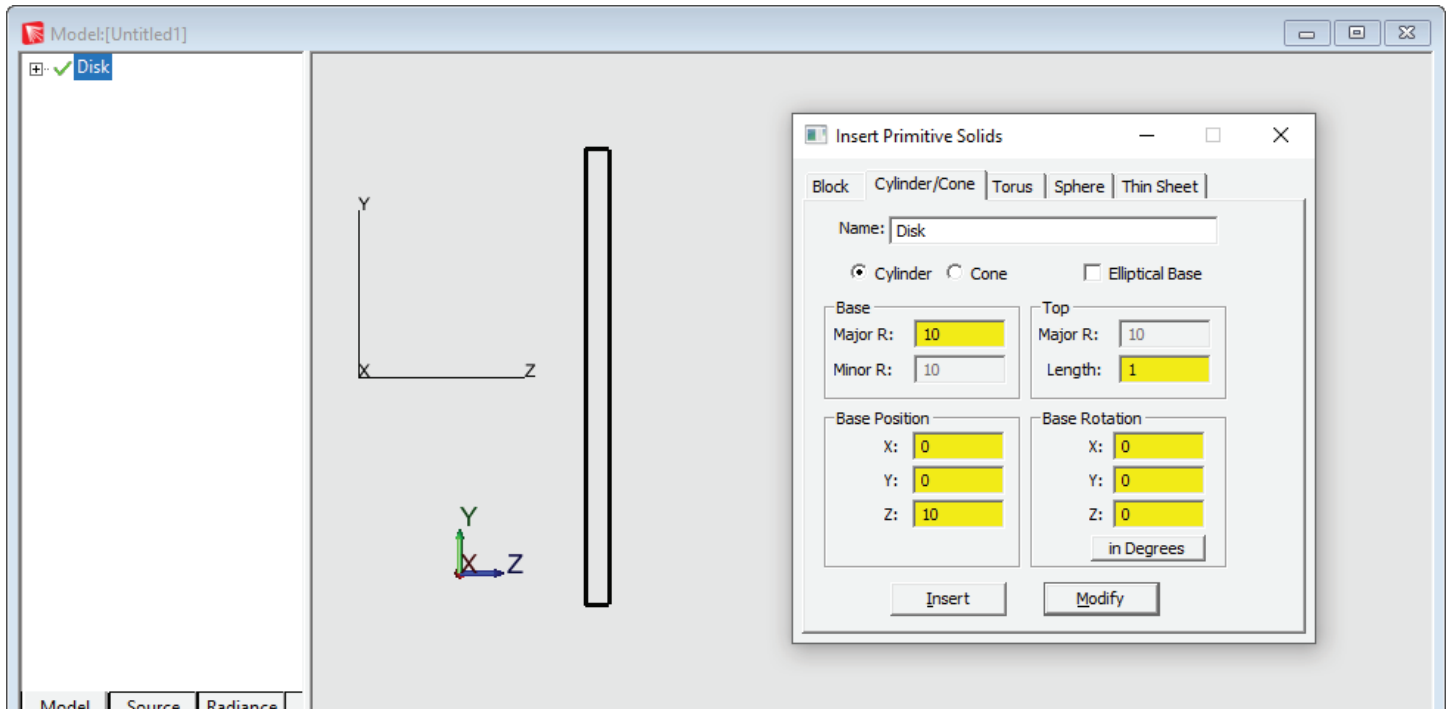 Model:[Untitled1]
Disk
Y
X
Z
Y
X
Z
Insert Primitive Solids
Block
Cylinder/Cone
Torus
Sphere
Thin Sheet
Name:
Disk
Cylinder
Cone
Elliptical Base
Base
Major R:
10
Minor R:
10
Top
Major R:
10
Length:
1
Base Position
X:
0
Y:
0
Z:
10
Base Rotation
X:
0
Y:
0
Z:
0
in Degrees
Insert
Modify
Model
Source
Radiance